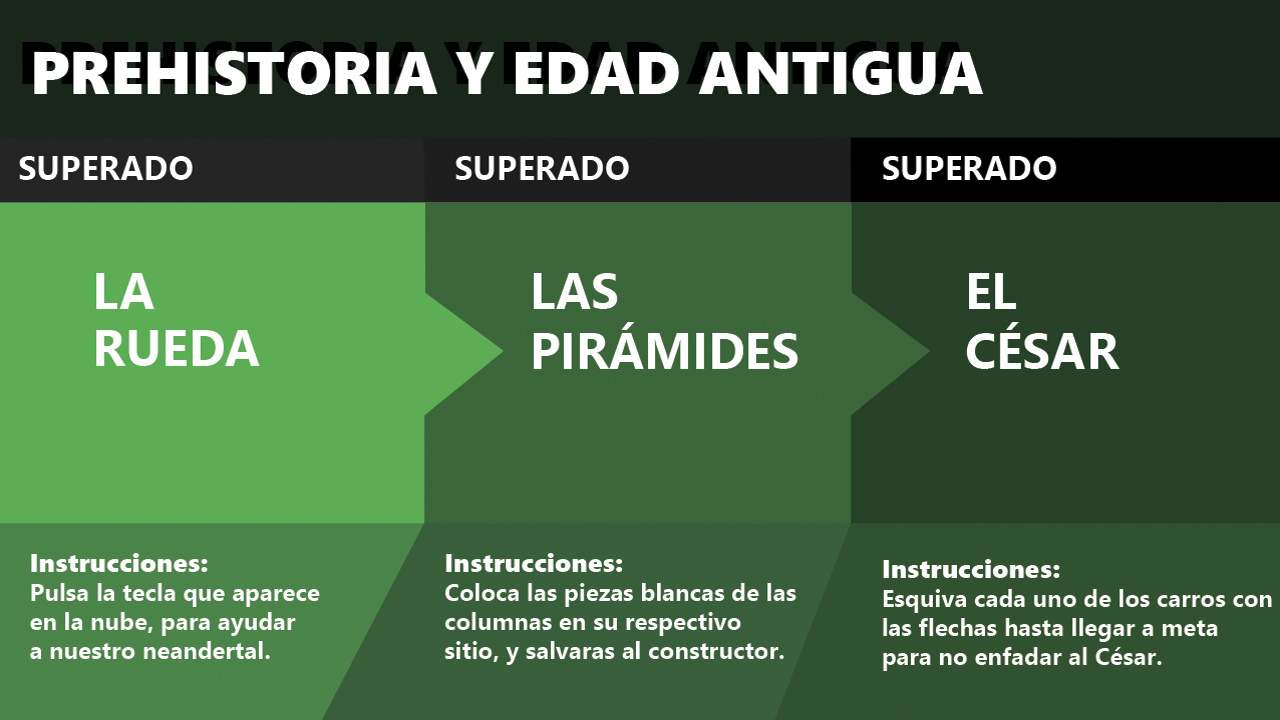 PREHISTORIA Y EDAD ANTIGUA
SUPERADO
LA
RUEDA
Instrucciones:
Pulsa la tecla que aparece
en la nube, para ayudar
a nuestro neandertal.
SUPERADO
LAS
PIRÁMIDES
Instrucciones:
Coloca las piezas blancas de las
columnas en su respectivo
sitio, y salvaras al constructor.
SUPERADO
EL
CÉSAR
Instrucciones:
Esquiva cada uno de los carros con
las flechas hasta llegar a meta
para no enfadar al César.